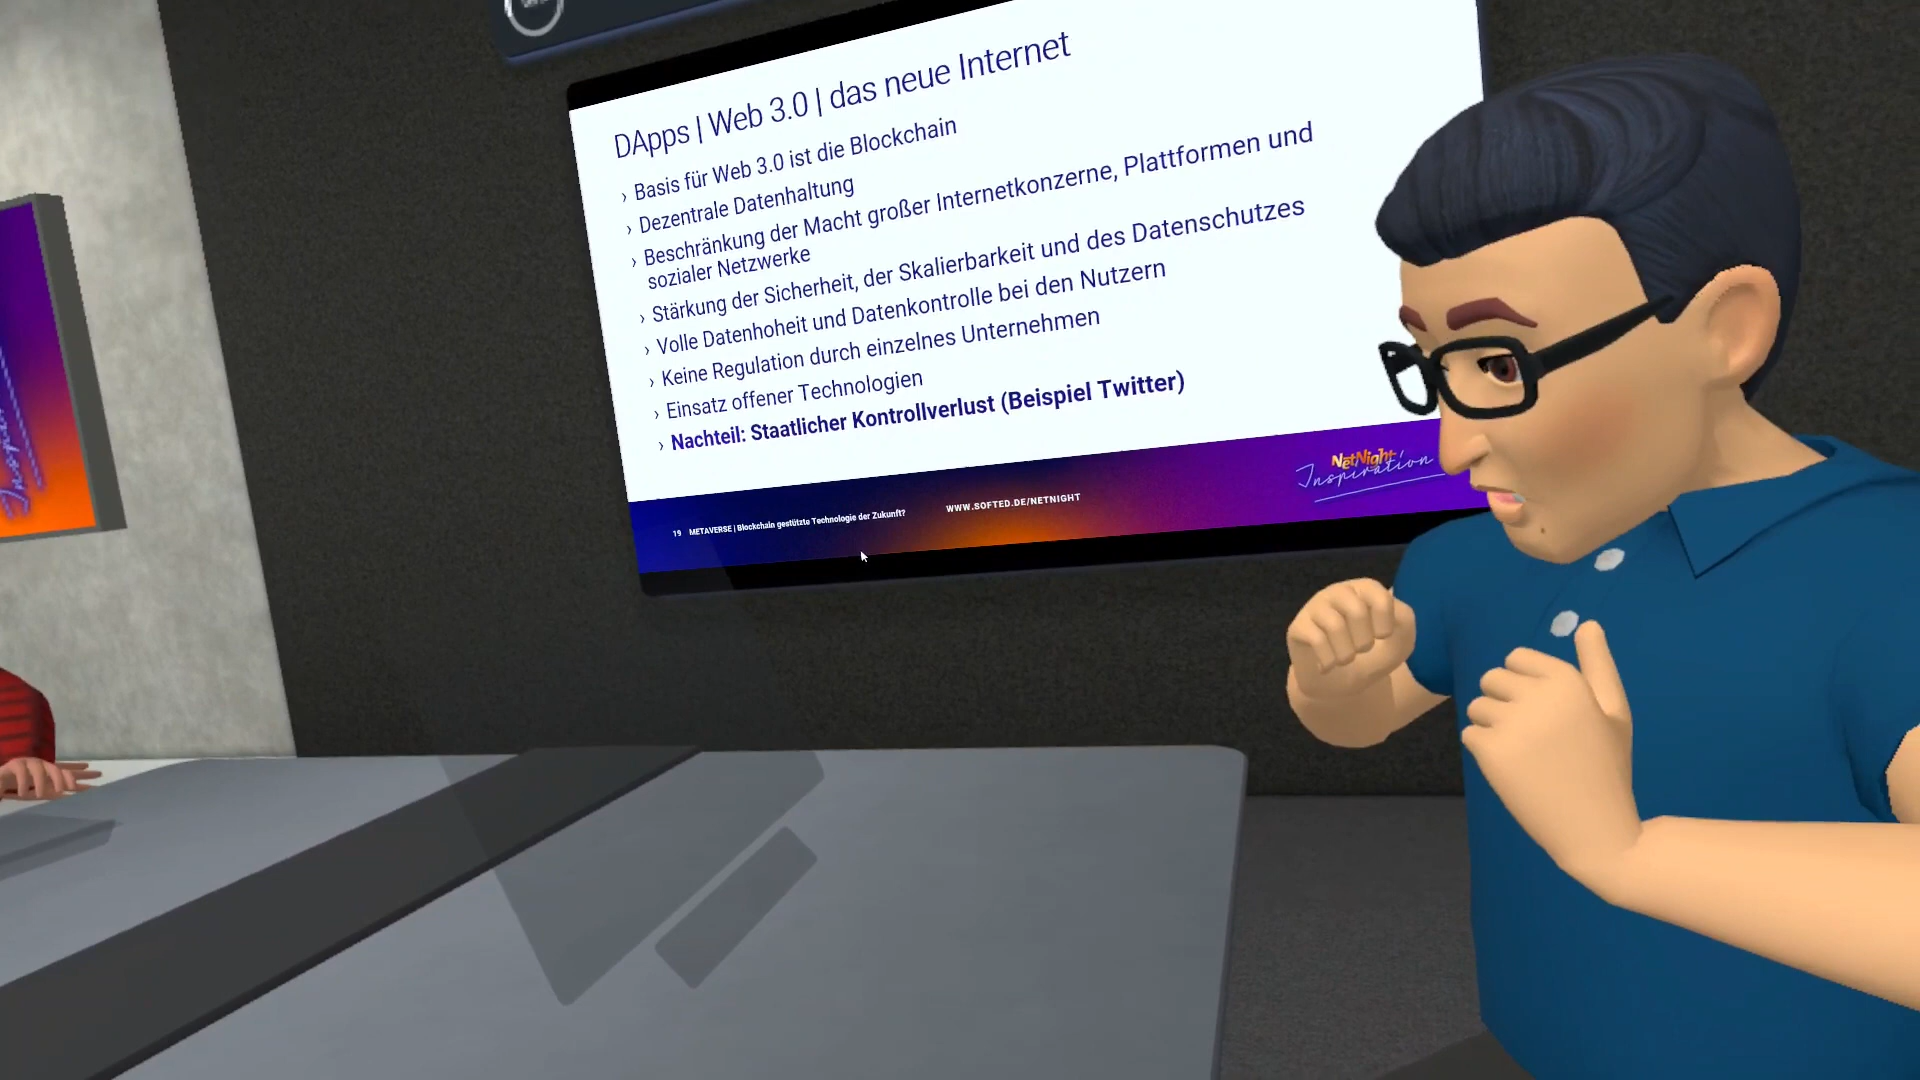 DApps | Web 3.0 | das neue Internet
› Basis für Web 3.0 ist die Blockchain
› Dezentrale Datenhaltung
› Beschränkung der Macht großer Internetkonzerne, Plattformen und
sozialer Netzwerke
› Stärkung der Sicherheit, der Skalierbarkeit und des Datenschutzes
› Volle Datenhoheit und Datenkontrolle bei den Nutzern
› Keine Regulation durch einzelnes Unternehmen
› Einsatz offener Technologien
› Nachteil: Staatlicher Kontrollverlust (Beispiel Twitter)
NetNight
Inspiration
19 METAVERSE | Blockchain gestützte Technologie der Zukunft?
WWW.SOFTED.DE/NETNIGHT